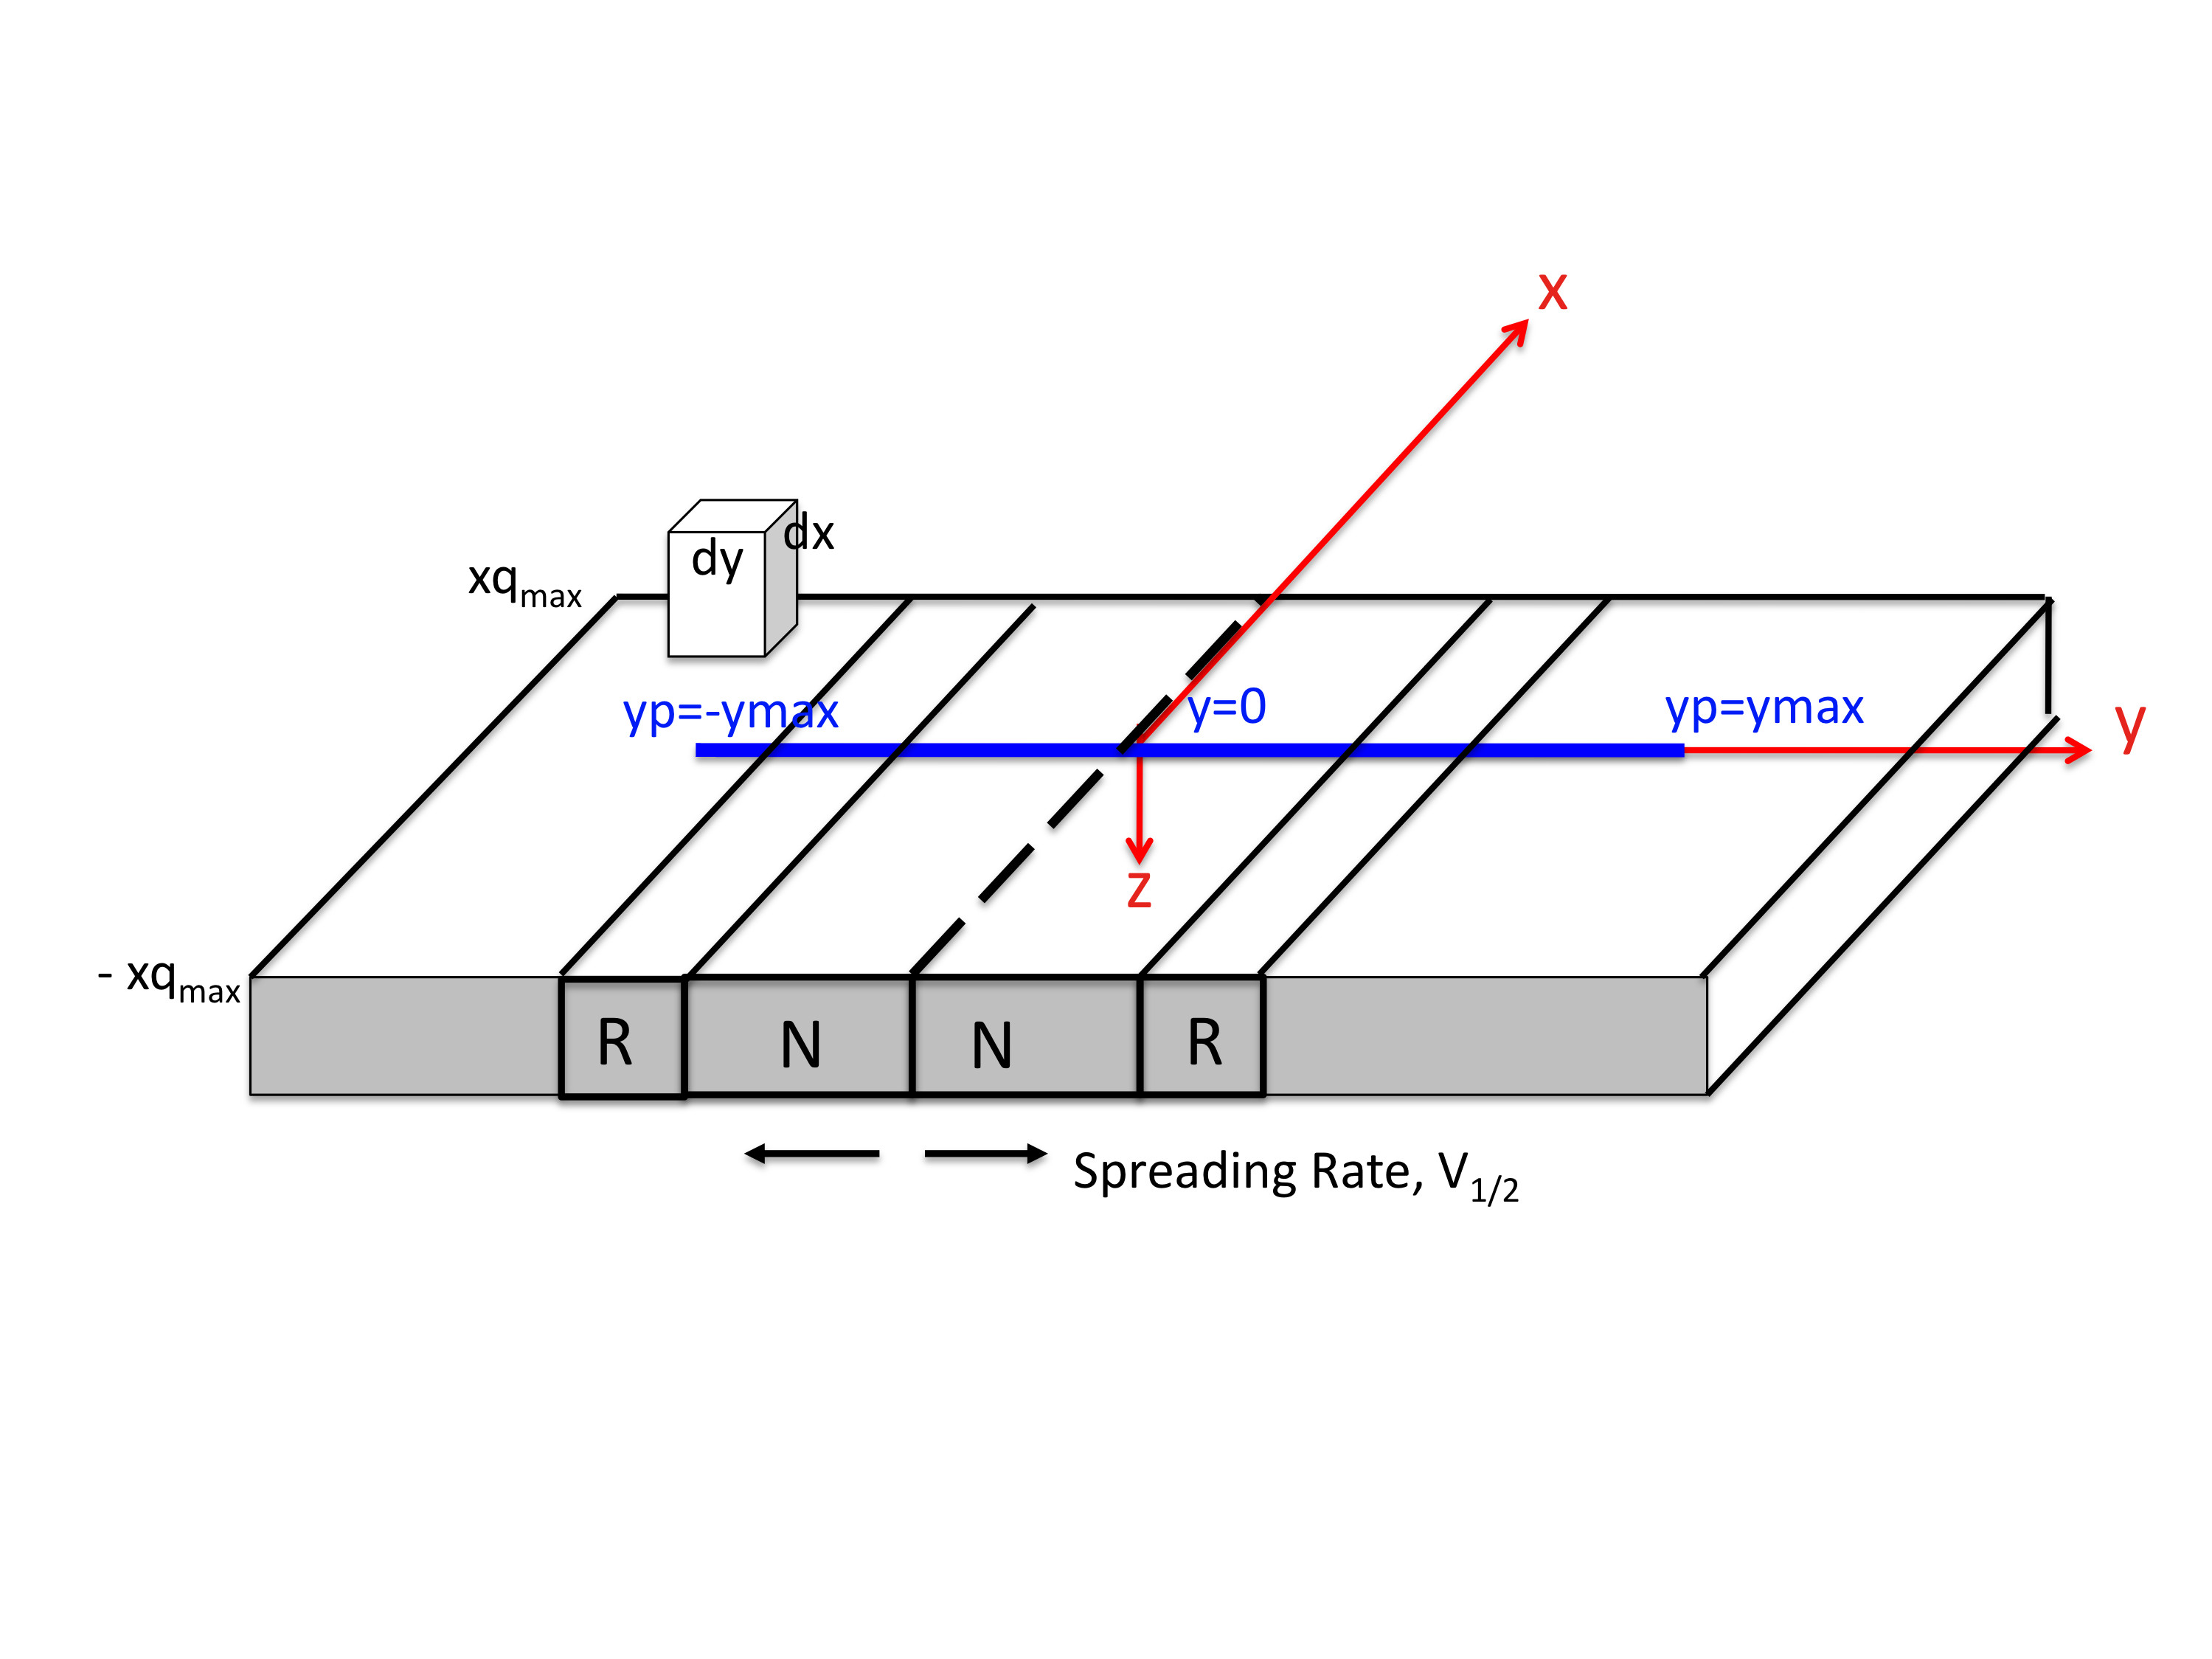 x
dx
dy
xqmax
yp=-ymax
y=0
yp=ymax
y
z
- xqmax
R
N
N
R
Spreading Rate, V1/2